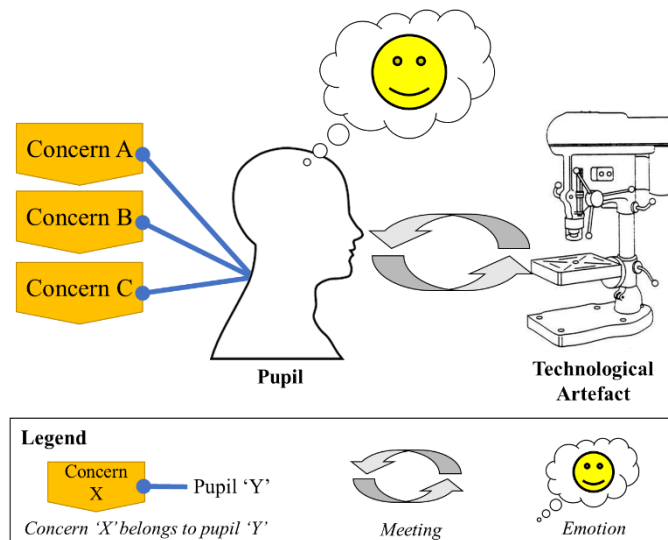 Concern A
Concern B
Concern C
Pupil
Technological
Artefact
Legend
Concern
X
Pupil ‘Y’
Concern ‘X’ belongs to pupil ‘Y’
Meeting
Emotion